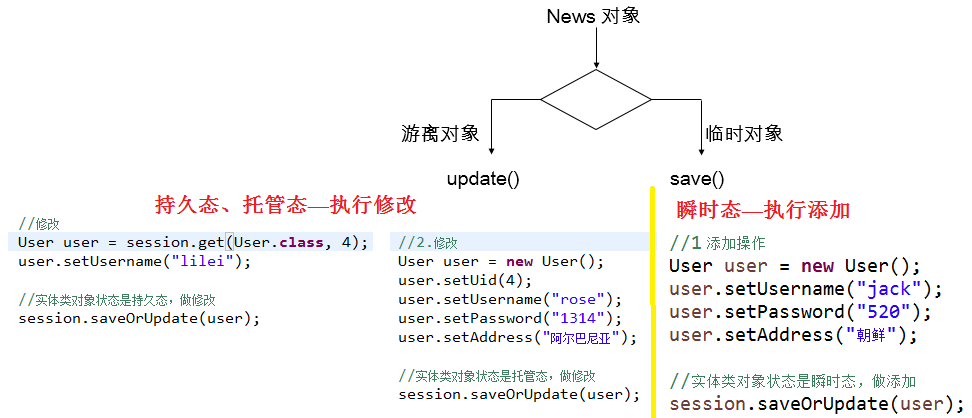 News 对象
游离对象
临时对象
update()
save()
持久态、托管态—执行修改
瞬时态—执行添加
//修改
User user = session.get(User.class, 4);
user.setUsername("lilei");
//实体类对象状态是持久态，做修改
session.saveOrUpdate(user);
//2.修改
User user = new User();
user.setUid(4);
user.setUsername("rose");
user.setPassword("1314");
user.setAddress("阿尔巴尼亚");
//实体类对象状态是托管态，做修改
session.saveOrUpdate(user);
//1 添加操作
User user = new User();
user.setUsername("jack");
user.setPassword("520");
user.setAddress("朝鲜");
//实体类对象状态是瞬时态，做添加
session.saveOrUpdate(user);